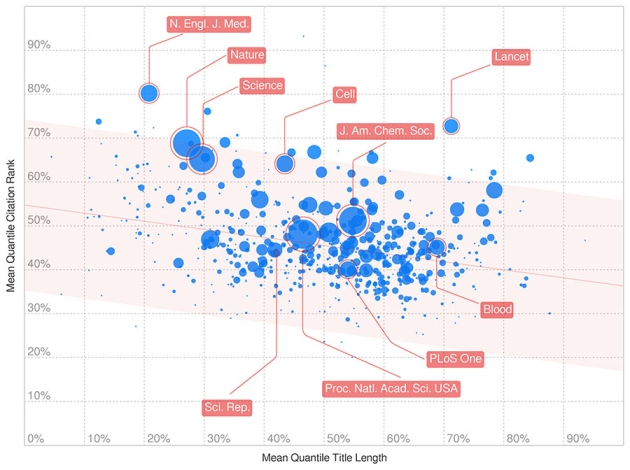 N. Engl. J. Med.
90%
Nature
Lancet
80%
Science
Cell
70%
J. Am. Chem. Soc.
60%
50%
40%
30%
Blood
20%
PLoS One
Proc. Natl. Acad. Sci. USA
10%
Sci. Rep.
0%
10%
20%
30%
40%
50%
60%
70%
80%
90%
Mean Quantile Citation Rank
Mean Quantile Title Length